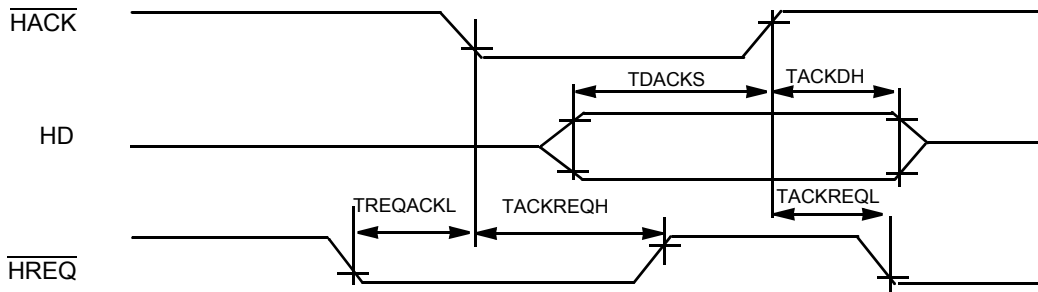 HACK
TDACKS
TACKDH
HD
TREQACKL
TACKREQH
TACKREQL
HREQ